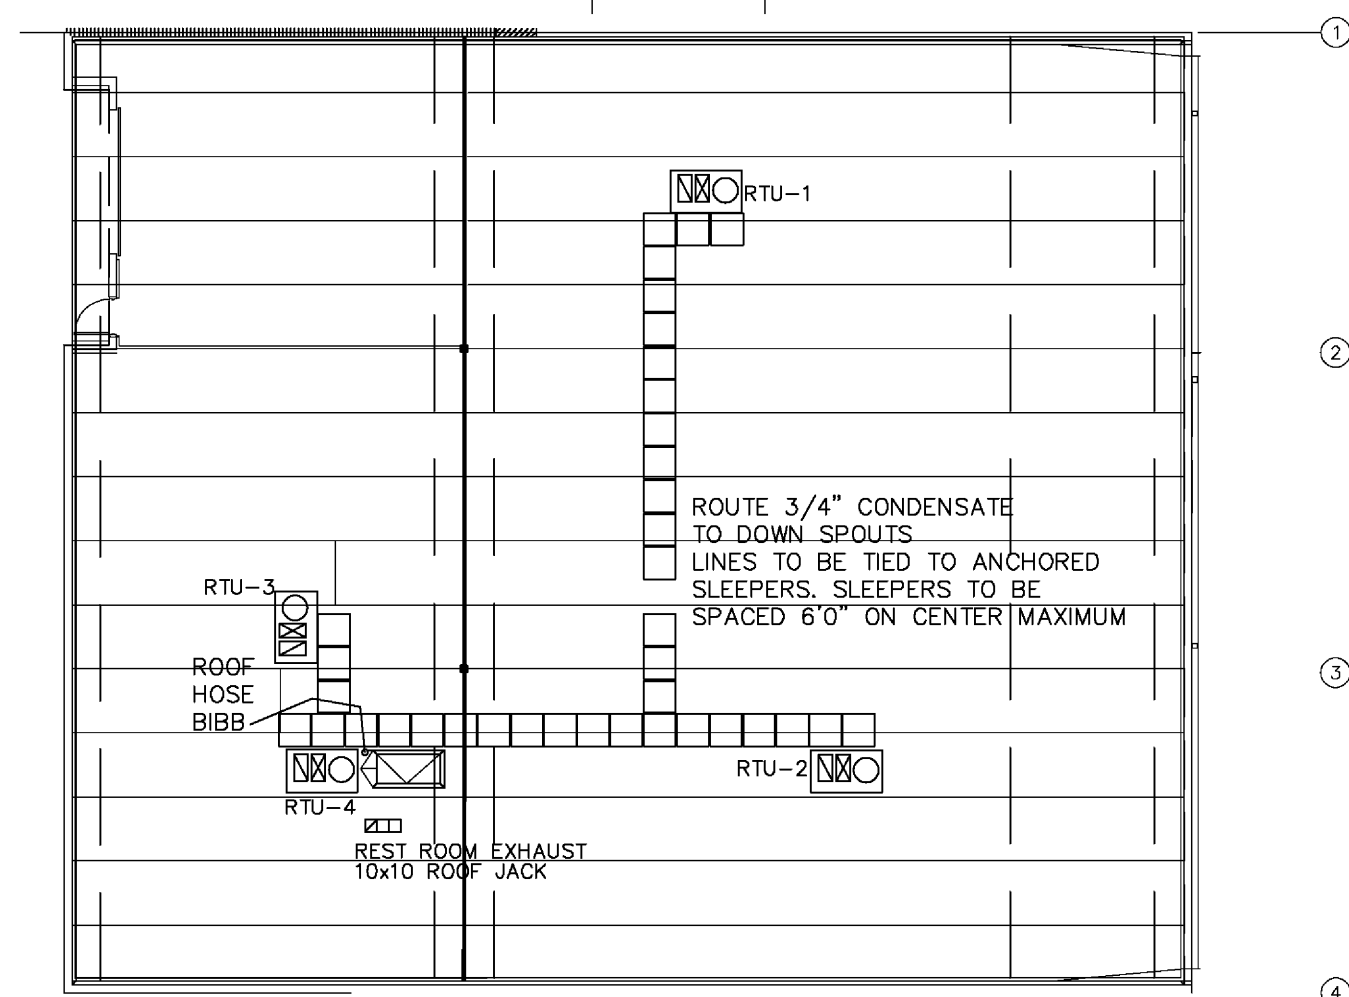 1
RTU-1
2
ROUTE 3/4" CONDENSATE
TO DOWN SPOUTS
LINES TO BE TIED TO ANCHORED
SLEEPERS. SLEEPERS TO BE
SPACED 6'0" ON CENTER MAXIMUM
RTU-3
ROOF
HOSE
BIBB
3
RTU-2
RTU-4
REST ROOM EXHAUST
10x10 ROOF JACK
4